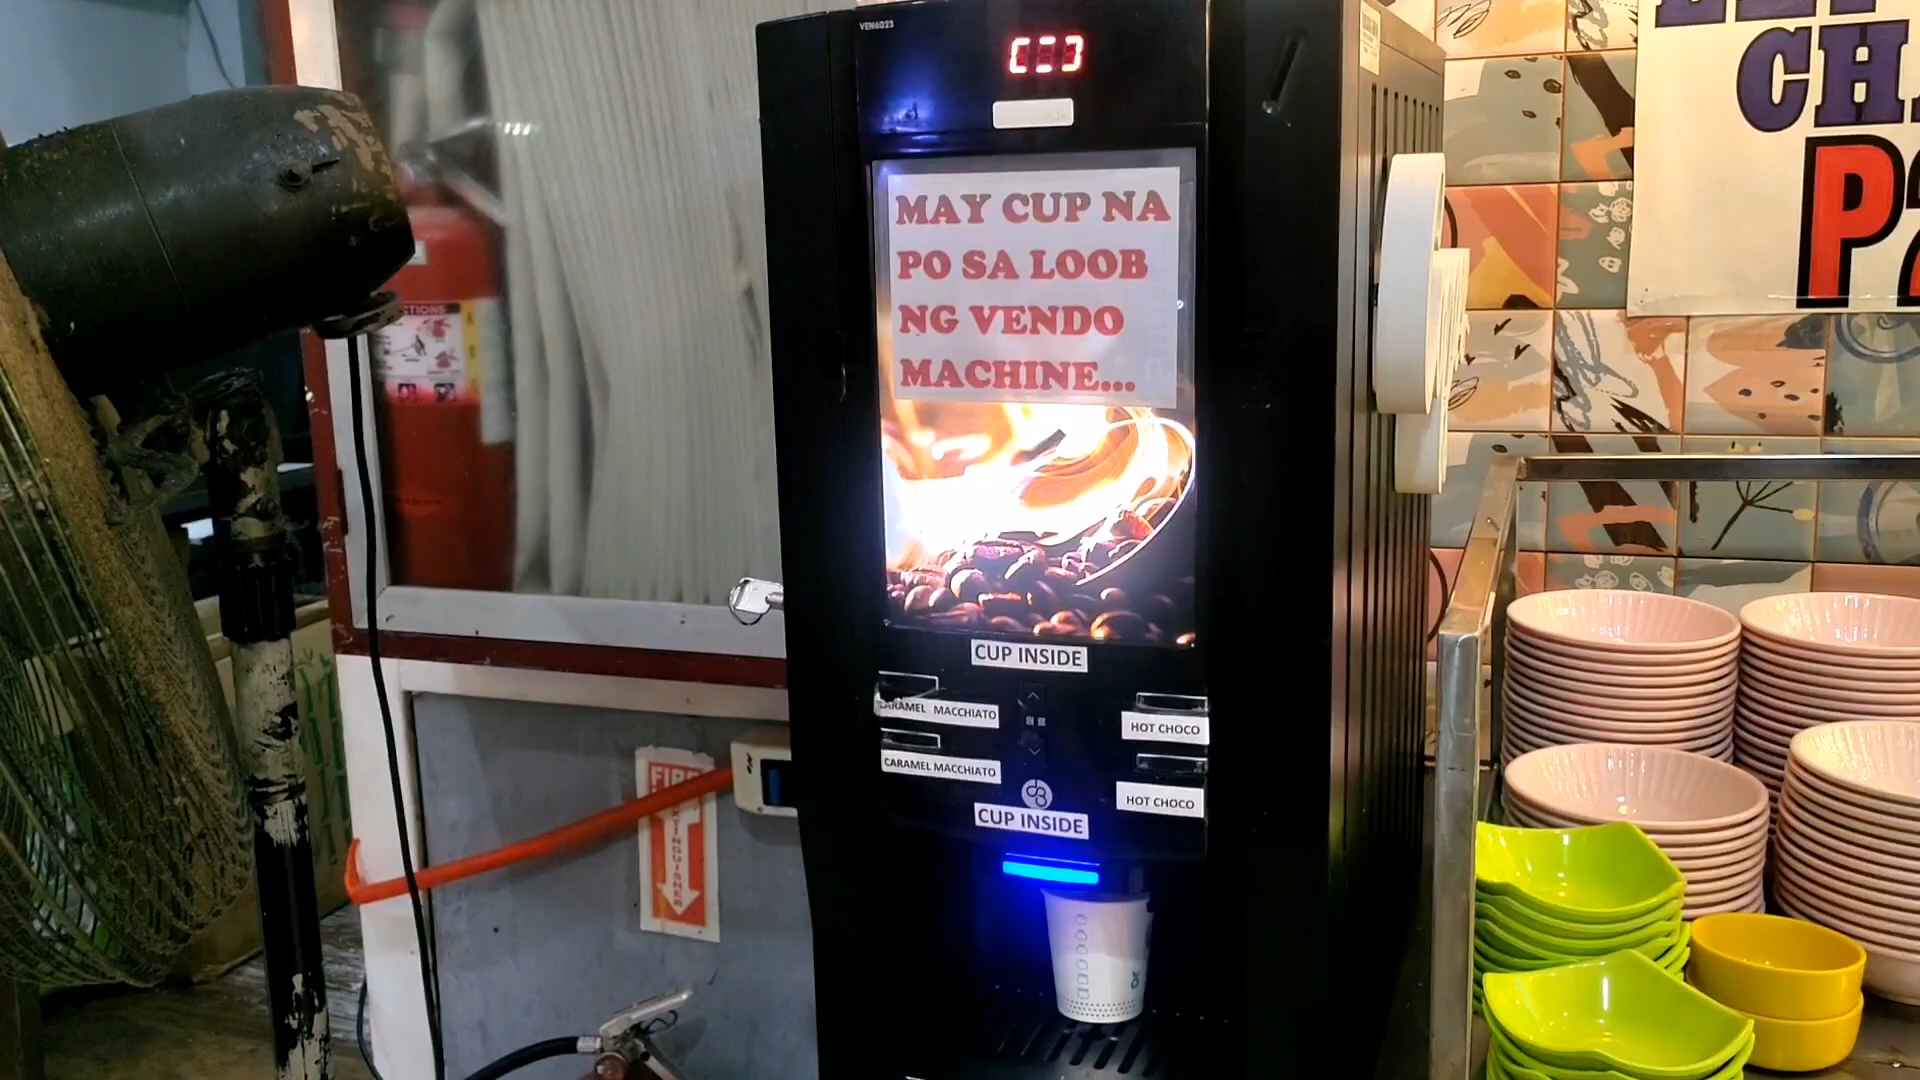 VEN6023
MAY CUP NA
PO SA LOOB
NG VENDO
MACHINE...
CUP INSIDE
CARAMEL MACCHIATO
HOT CHOCO
CARAMEL MACCHIATO
HOT CHOCO
CUP INSIDE
FIRE
EXTINGUISHER